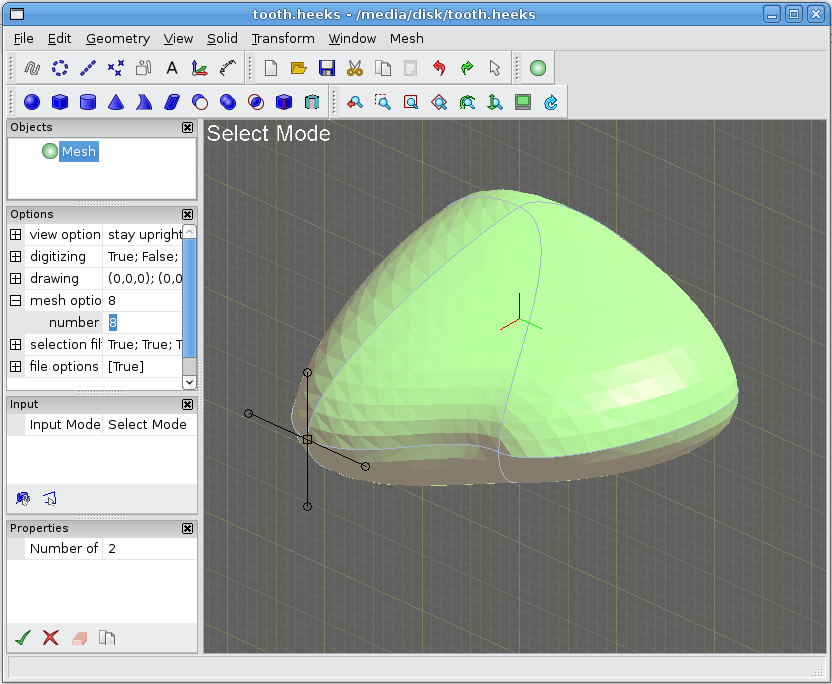 tooth.heeks - /media/disk/tooth.heeks
File Edit Geometry View Solid Transform Window Mesh
A
Objects
Mesh
Options
view option stay upright
digitizing True; False;
drawing (0,0,0); (0,0
mesh optio 8
number 8
selection fil True; True; T
file options [True]
Input
Input Mode Select Mode
Properties
Number of 2
Select Mode